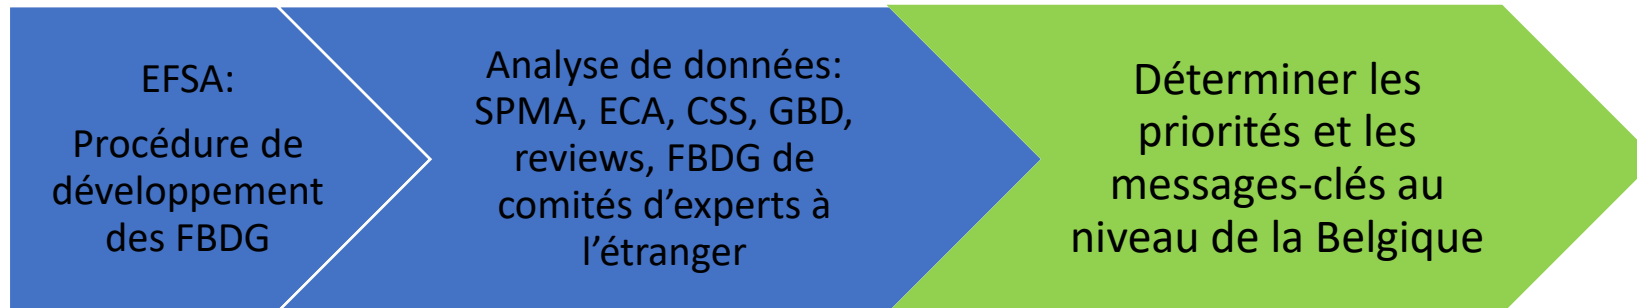 EFSA:
Procédure de
développement
des FBDG
Analyse de données:
SPMA, ECA, CSS, GBD,
reviews, FBDG de
comités d’experts à
l’étranger
Déterminer les
priorités et les
messages-clés au
niveau de la Belgique